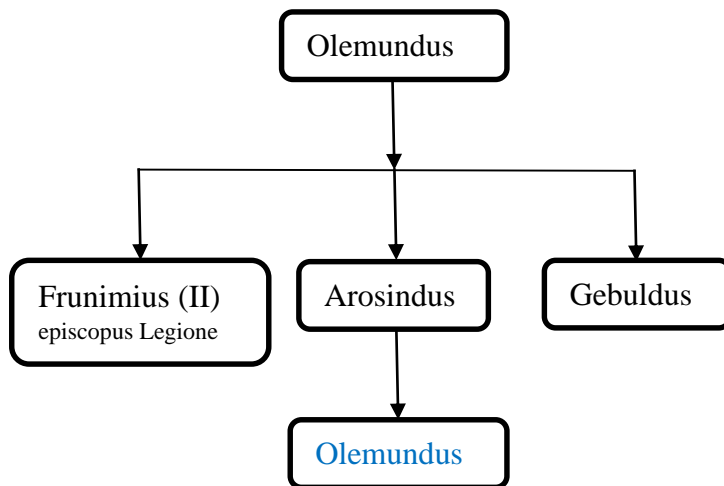 Olemundus
Frunimius (II)
episcopus Legione
Arosindus
Gebuldus
Olemundus